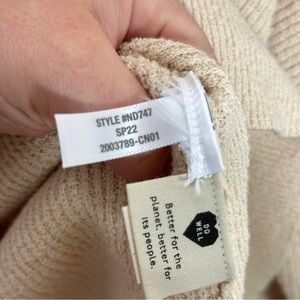 STYLE #ND747
SP22
2003789-CN01
DO
WELL
Better for the
planet, better for
its people.